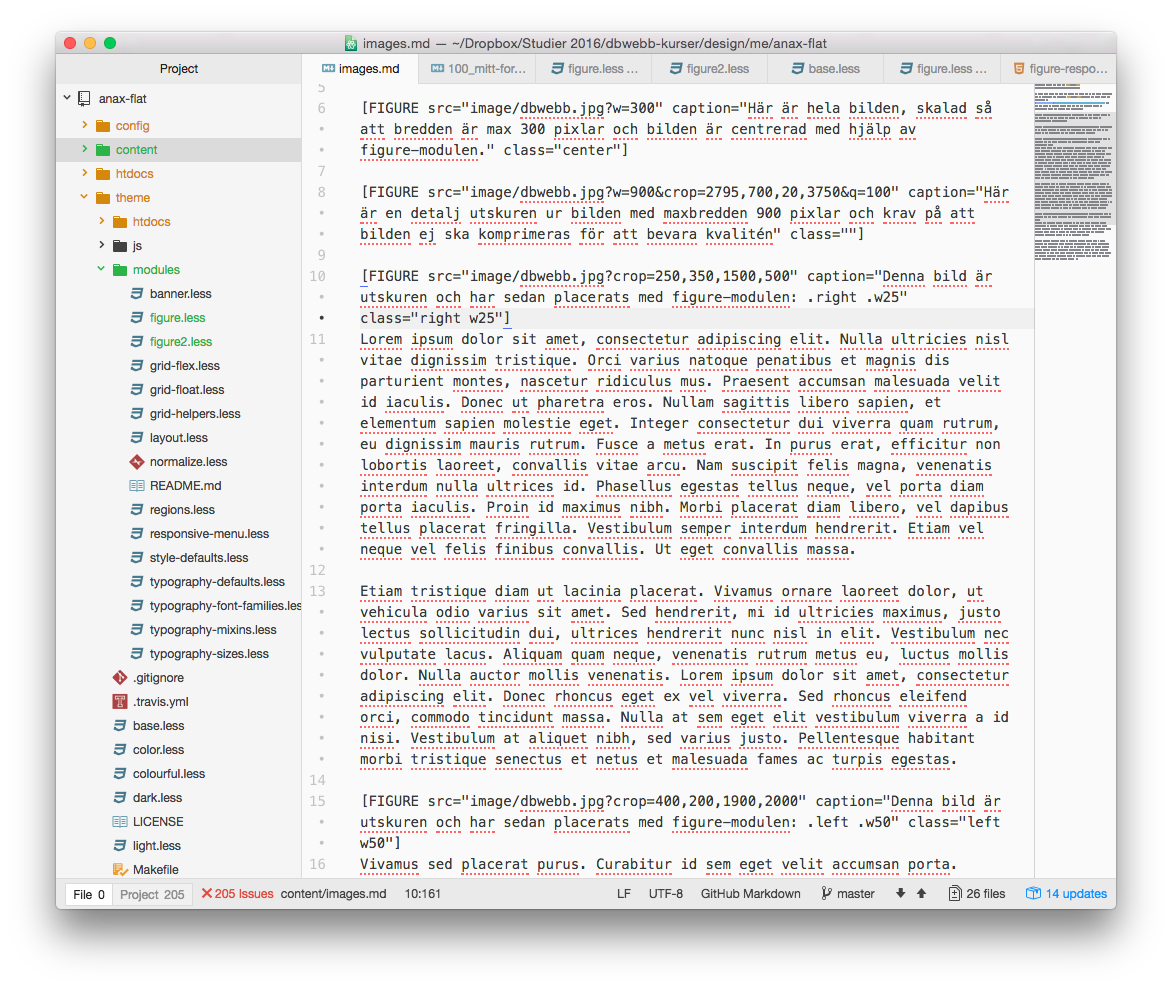 images.md — ~/Dropbox/Studier 2016/dbwebb-kurser/design/me/anax-flat
Project
images.md
100_mitt-for...
figure.less ...
figure2.less
base.less
figure.less ...
figure-respo...
anax-flat
config
content
htdocs
theme
htdocs
js
modules
banner.less
figure.less
figure2.less
grid-flex.less
grid-float.less
grid-helpers.less
layout.less
normalize.less
README.md
regions.less
responsive-menu.less
style-defaults.less
typography-defaults.less
typography-font-families.les
typography-mixins.less
typography-sizes.less
.gitignore
.travis.yml
base.less
color.less
colourful.less
dark.less
LICENSE
light.less
Makefile
5
6 [FIGURE src="image/dbwebb.jpg?w=300" caption="Här är hela bilden, skalad så
att bredden är max 300 pixlar och bilden är centrerad med hjälp av
figure-modulen." class="center"]
7
8 [FIGURE src="image/dbwebb.jpg?w=900&crop=2795,700,20,3750&q=100" caption="Här
är en detalj utskuren ur bilden med maxbredden 900 pixlar och krav på att
bilden ej ska komprimeras för att bevara kvalitén" class=""]
9
10 [FIGURE src="image/dbwebb.jpg?crop=250,350,1500,500" caption="Denna bild är
utskuren och har sedan placerats med figure-modulen: .right .w25"
class="right w25"]
11 Lorem ipsum dolor sit amet, consectetur adipiscing elit. Nulla ultricies nisl
vitae dignissim tristique. Orci varius natoque penatibus et magnis dis
parturient montes, nascetur ridiculus mus. Praesent accumsan malesuada velit
id iaculis. Donec ut pharetra eros. Nullam sagittis libero sapien, et
elementum sapien molestie eget. Integer consectetur dui viverra quam rutrum,
eu dignissim mauris rutrum. Fusce a metus erat. In purus erat, efficitur non
lobortis laoreet, convallis vitae arcu. Nam suscipit felis magna, venenatis
interdum nulla ultrices id. Phasellus egestas tellus neque, vel porta diam
porta iaculis. Proin id maximus nibh. Morbi placerat diam libero, vel dapibus
tellus placerat fringilla. Vestibulum semper interdum hendrerit. Etiam vel
neque vel felis finibus convallis. Ut eget convallis massa.
12
13 Etiam tristique diam ut lacinia placerat. Vivamus ornare laoreet dolor, ut
vehicula odio varius sit amet. Sed hendrerit, mi id ultricies maximus, justo
lectus sollicitudin dui, ultrices hendrerit nunc nisl in elit. Vestibulum nec
vulputate lacus. Aliquam quam neque, venenatis rutrum metus eu, luctus mollis
dolor. Nulla auctor mollis venenatis. Lorem ipsum dolor sit amet, consectetur
adipiscing elit. Donec rhoncus eget ex vel viverra. Sed rhoncus eleifend
orci, commodo tincidunt massa. Nulla at sem eget elit vestibulum viverra a id
nisi. Vestibulum at aliquet nibh, sed varius justo. Pellentesque habitant
morbi tristique senectus et netus et malesuada fames ac turpis egestas.
14
15 [FIGURE src="image/dbwebb.jpg?crop=400,200,1900,2000" caption="Denna bild är
utskuren och har sedan placerats med figure-modulen: .left .w50" class="left
w50"]
16 Vivamus sed placerat purus. Curabitur id sem eget velit accumsan porta.
File 0 Project 205 205 Issues content/images.md 10:161 LF UTF-8 GitHub Markdown master 26 files 14 updates